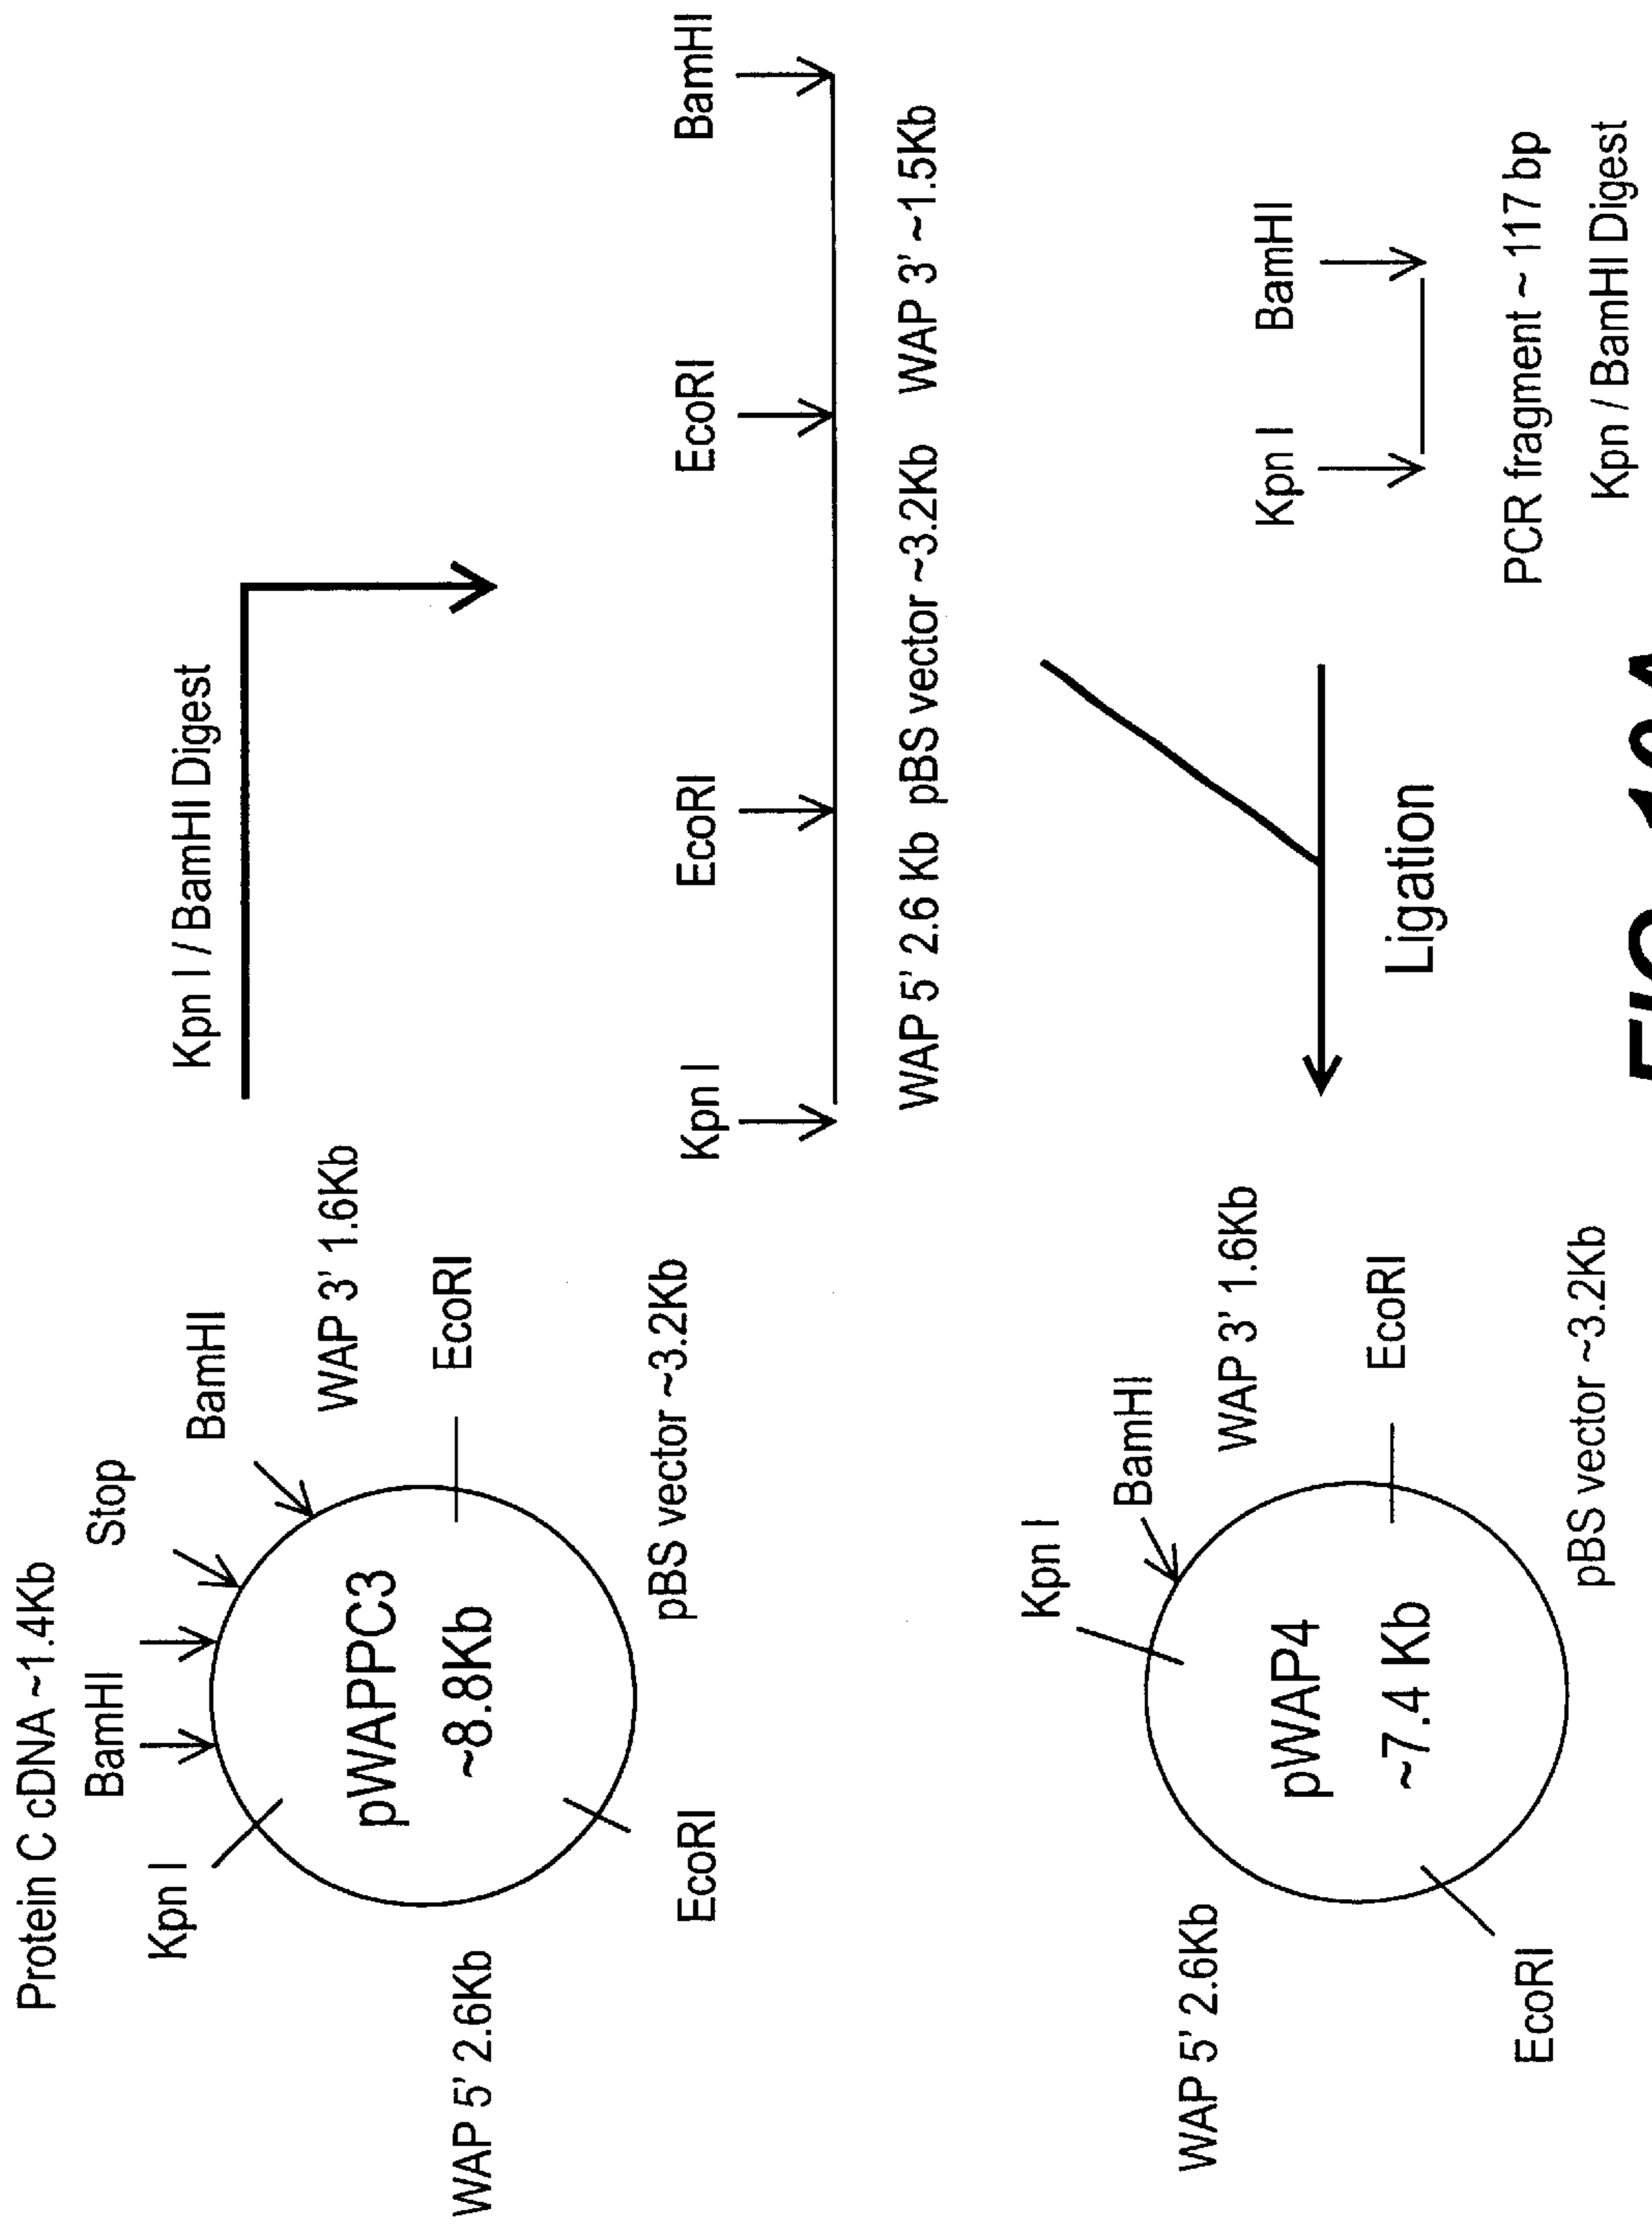 Protein C cDNA ~1.4Kb
BamHI
Stop
Kpn I
BamHI
WAP 3' 1.6Kb
pWAPPC3
~8.8Kb
WAP 5' 2.6Kb
EcoRI
EcoRI
pBS vector ~3.2Kb
Kpn I / BamHI Digest
Kpn I
EcoRI
EcoRI
BamHI
WAP 5' 2.6 Kb pBS vector ~3.2Kb WAP 3' ~1.5Kb
Kpn I
BamHI
WAP 5' 2.6Kb
WAP 3' 1.6Kb
pWAP4
~7.4 Kb
EcoRI
EcoRI
pBS vector ~3.2Kb
Ligation
Kpn I
BamHI
PCR fragment ~ 117 bp
Kpn / BamHI Digest